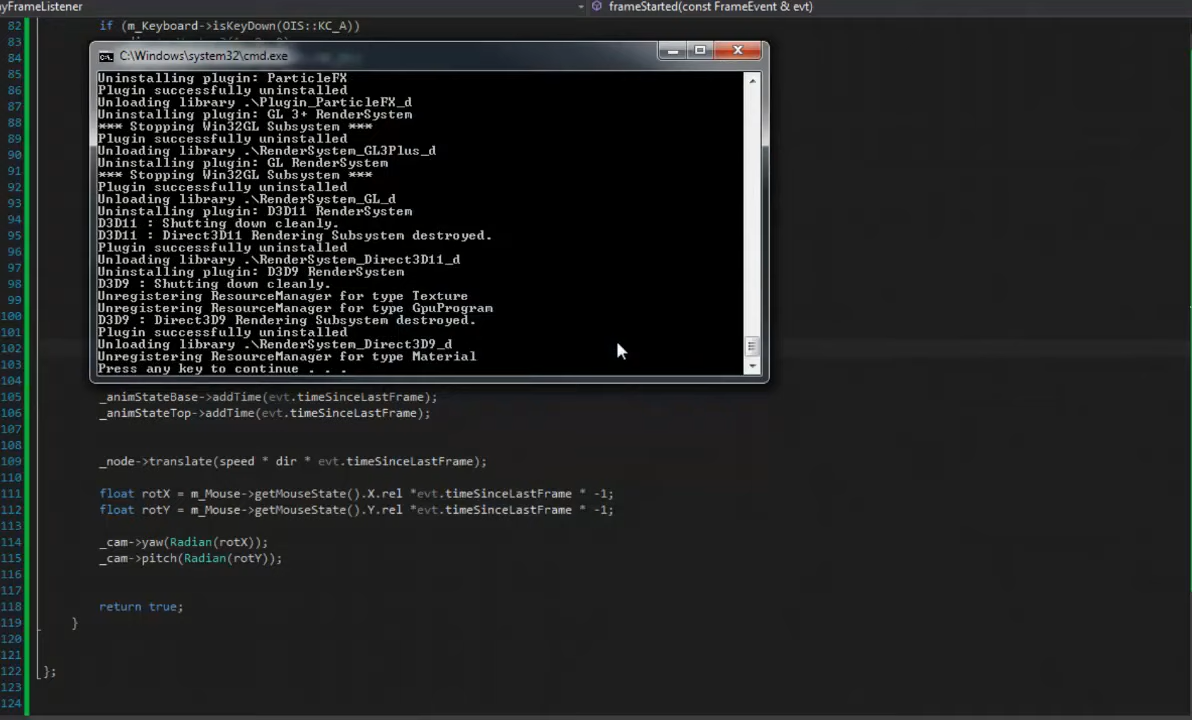 yFrameListener
frameStarted(const FrameEvent & evt)
82 if (m_Keyboard->isKeyDown(OIS::KC_A))
83
84
85
86
87
88
89
90
91
92
93
94
95
96
97
98
99
100
101
102
103
104
C:\Windows\system32\cmd.exe
Uninstalling plugin: ParticleFX
Plugin successfully uninstalled
Unloading library .\Plugin_ParticleFX_d
Uninstalling plugin: GL 3+ RenderSystem
*** Stopping Win32GL Subsystem ***
Plugin successfully uninstalled
Unloading library .\RenderSystem_GL3Plus_d
Uninstalling plugin: GL RenderSystem
*** Stopping Win32GL Subsystem ***
Plugin successfully uninstalled
Unloading library .\RenderSystem_GL_d
Uninstalling plugin: D3D11 RenderSystem
D3D11 : Shutting down cleanly.
D3D11 : Direct3D11 Rendering Subsystem destroyed.
Plugin successfully uninstalled
Unloading library .\RenderSystem_Direct3D11_d
Uninstalling plugin: D3D9 RenderSystem
D3D9 : Shutting down cleanly.
Unregistering ResourceManager for type Texture
Unregistering ResourceManager for type GpuProgram
D3D9 : Direct3D9 Rendering Subsystem destroyed.
Plugin successfully uninstalled
Unloading library .\RenderSystem_Direct3D9_d
Unregistering ResourceManager for type Material
Press any key to continue . . .
105 _animStateBase->addTime(evt.timeSinceLastFrame);
106 _animStateTop->addTime(evt.timeSinceLastFrame);
107
108
109 _node->translate(speed * dir * evt.timeSinceLastFrame);
110
111 float rotX = m_Mouse->getMouseState().X.rel *evt.timeSinceLastFrame * -1;
112 float rotY = m_Mouse->getMouseState().Y.rel *evt.timeSinceLastFrame * -1;
113
114 _cam->yaw(Radian(rotX));
115 _cam->pitch(Radian(rotY));
116
117
118 return true;
119 }
120
121
122 };
123
124